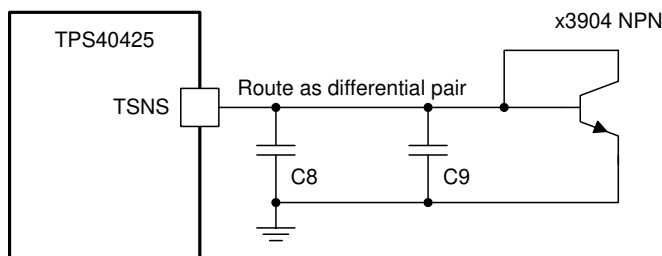 x3904 NPN
TPS40425
Route as differential pair
TSNS
C8
C9